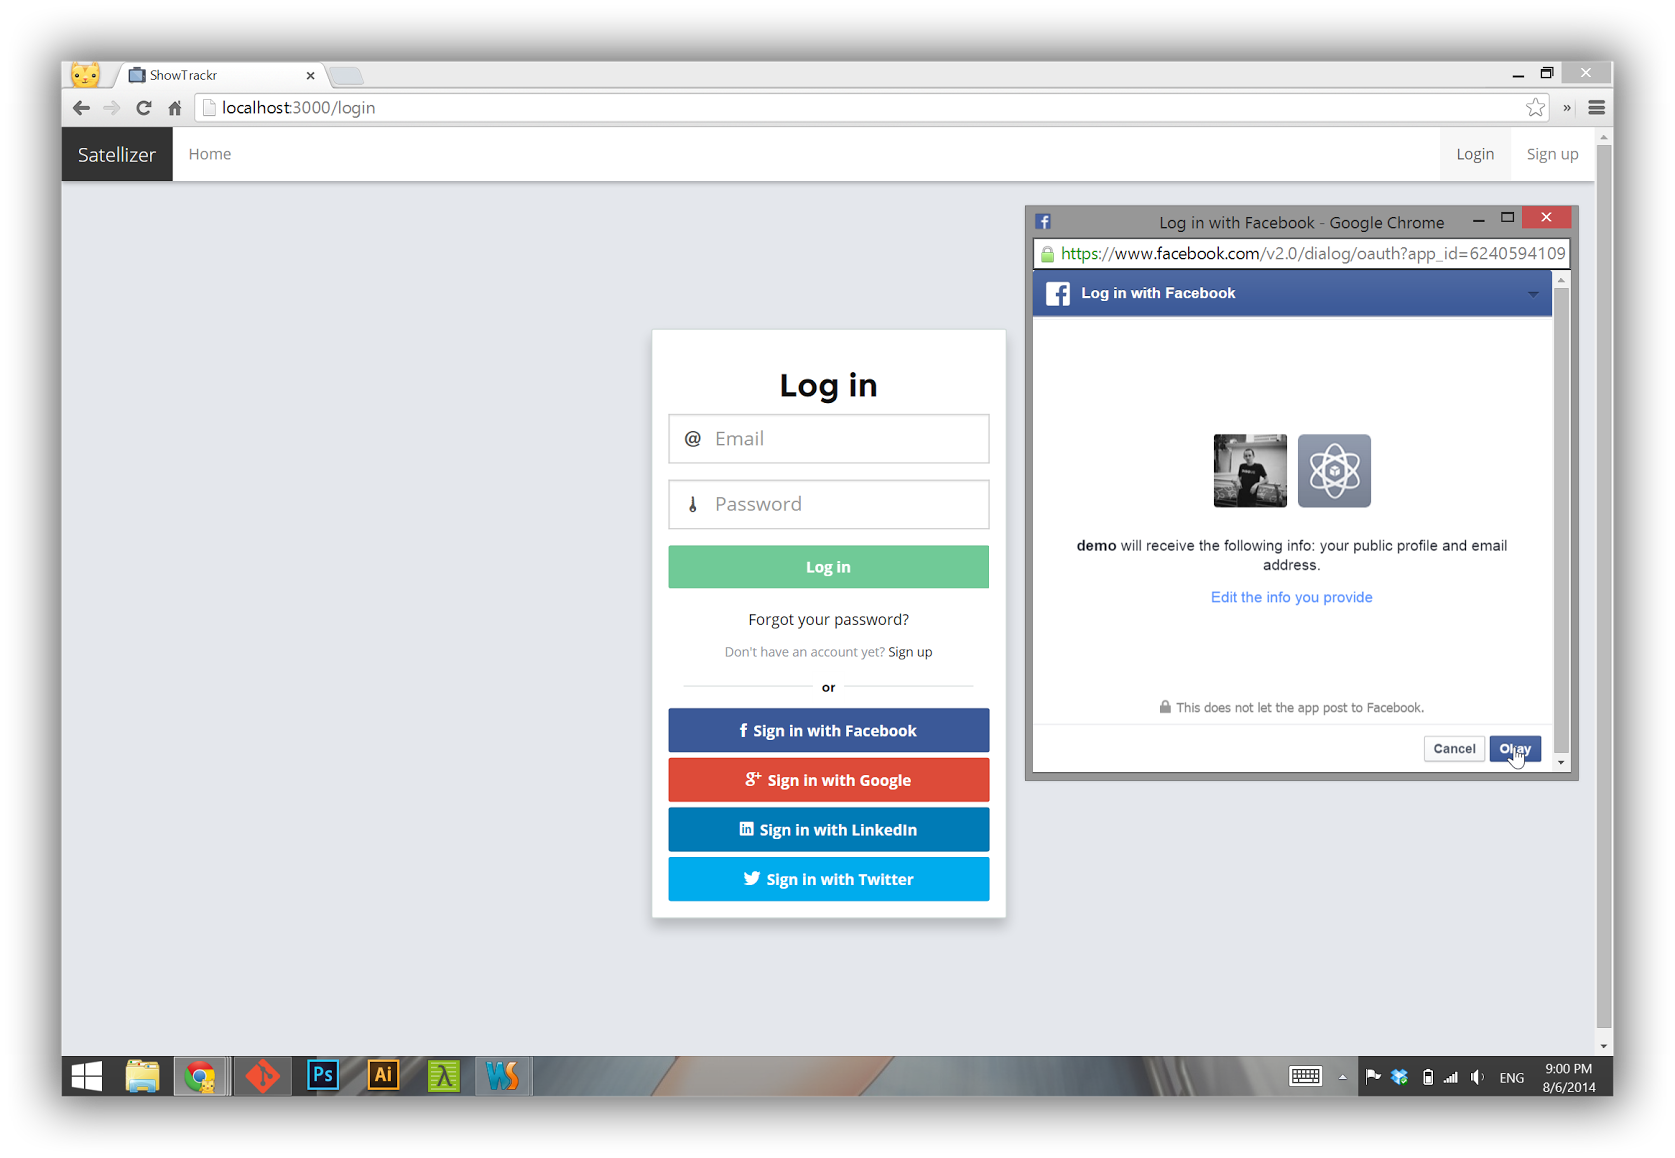 ShowTrackr
localhost:3000/login
Satellizer
Home
Login
Sign up
Log in with Facebook - Google Chrome
https://www.facebook.com/v2.0/dialog/oauth?app_id=6240594109
Log in with Facebook
demo will receive the following info: your public profile and email
address.
Edit the info you provide
This does not let the app post to Facebook.
Cancel
Okay
Log in
@ Email
Password
Log in
Forgot your password?
Don't have an account yet? Sign up
or
Sign in with Facebook
Sign in with Google
Sign in with LinkedIn
Sign in with Twitter
Ps
Ai
λ
WS
ENG
9:00 PM
8/6/2014